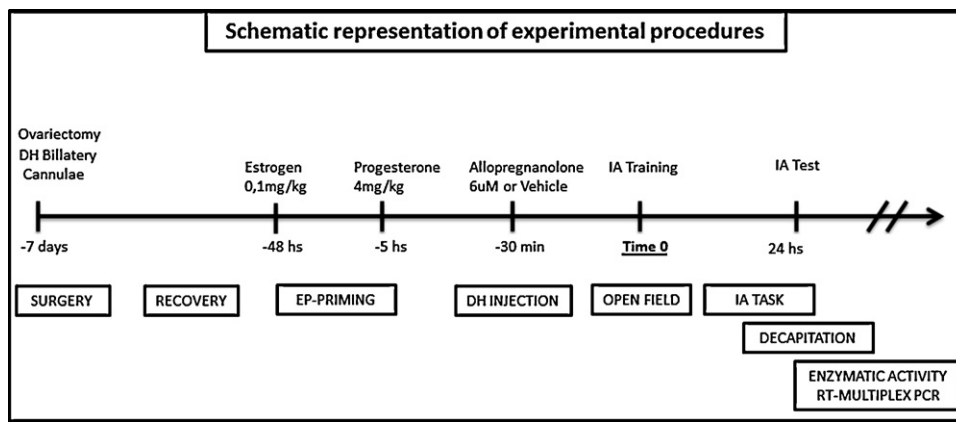 Schematic representation of experimental procedures
Ovariectomy
DH Billatery
Cannulae
Estrogen
0,1mg/kg
Progesterone
4mg/kg
Allopregnanolone
6uM or Vehicle
IA Training
IA Test
-7 days
-48 hs
-5 hs
-30 min
Time 0
24 hs
SURGERY
RECOVERY
EP-PRIMING
DH INJECTION
OPEN FIELD
IA TASK
DECAPITATION
ENZYMATIC ACTIVITY
RT-MULTIPLEX PCR